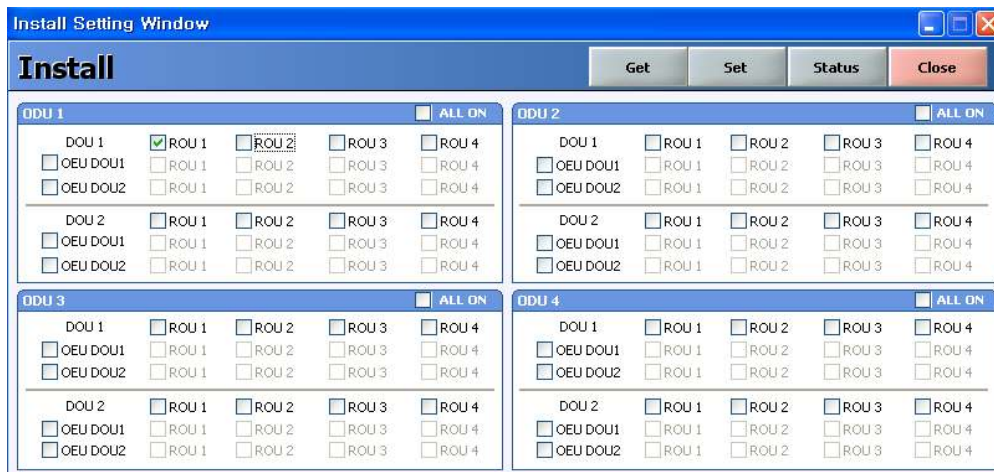 Install Setting Window
Install Get Set Status Close
ODU 1 ALL ON
DOU 1 ROU 1 ROU 2 ROU 3 ROU 4
OEU DOU1 ROU 1 ROU 2 ROU 3 ROU 4
OEU DOU2 ROU 1 ROU 2 ROU 3 ROU 4
DOU 2 ROU 1 ROU 2 ROU 3 ROU 4
OEU DOU1 ROU 1 ROU 2 ROU 3 ROU 4
OEU DOU2 ROU 1 ROU 2 ROU 3 ROU 4
ODU 2 ALL ON
DOU 1 ROU 1 ROU 2 ROU 3 ROU 4
OEU DOU1 ROU 1 ROU 2 ROU 3 ROU 4
OEU DOU2 ROU 1 ROU 2 ROU 3 ROU 4
DOU 2 ROU 1 ROU 2 ROU 3 ROU 4
OEU DOU1 ROU 1 ROU 2 ROU 3 ROU 4
OEU DOU2 ROU 1 ROU 2 ROU 3 ROU 4
ODU 3 ALL ON
DOU 1 ROU 1 ROU 2 ROU 3 ROU 4
OEU DOU1 ROU 1 ROU 2 ROU 3 ROU 4
OEU DOU2 ROU 1 ROU 2 ROU 3 ROU 4
DOU 2 ROU 1 ROU 2 ROU 3 ROU 4
OEU DOU1 ROU 1 ROU 2 ROU 3 ROU 4
OEU DOU2 ROU 1 ROU 2 ROU 3 ROU 4
ODU 4 ALL ON
DOU 1 ROU 1 ROU 2 ROU 3 ROU 4
OEU DOU1 ROU 1 ROU 2 ROU 3 ROU 4
OEU DOU2 ROU 1 ROU 2 ROU 3 ROU 4
DOU 2 ROU 1 ROU 2 ROU 3 ROU 4
OEU DOU1 ROU 1 ROU 2 ROU 3 ROU 4
OEU DOU2 ROU 1 ROU 2 ROU 3 ROU 4